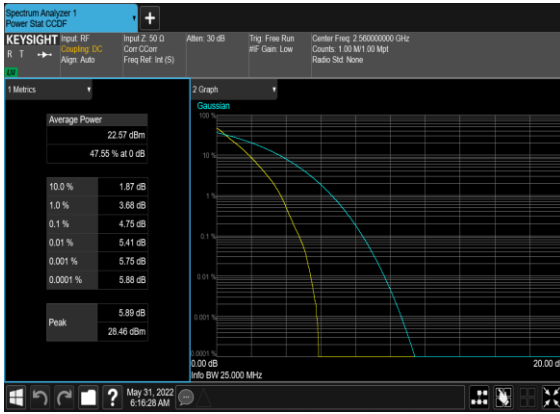 Spectrum Analyzer 1
Power Stat CCDF
+
KEYSIGHT
R T
LXI
Input: RF
Coupling: DC
Align: Auto
Input Z: 50 Ω
Corr CCorr
Freq Ref: Int (S)
Atten: 30 dB
Trig: Free Run
#IF Gain: Low
Center Freq: 2.560000000 GHz
Counts: 1.00 M/1.00 Mpt
Radio Std: None
1 Metrics
Average Power
22.57 dBm
47.55 % at 0 dB
10.0 % 1.87 dB
1.0 % 3.68 dB
0.1 % 4.75 dB
0.01 % 5.41 dB
0.001 % 5.75 dB
0.0001 % 5.88 dB
Peak
5.89 dB
28.46 dBm
2 Graph
Gaussian
100 %
10 %
1 %
0.1 %
0.01 %
0.001 %
0.0001 %
0.00 dB
20.00 d
Info BW 25.000 MHz
?
May 31, 2022
6:16:28 AM